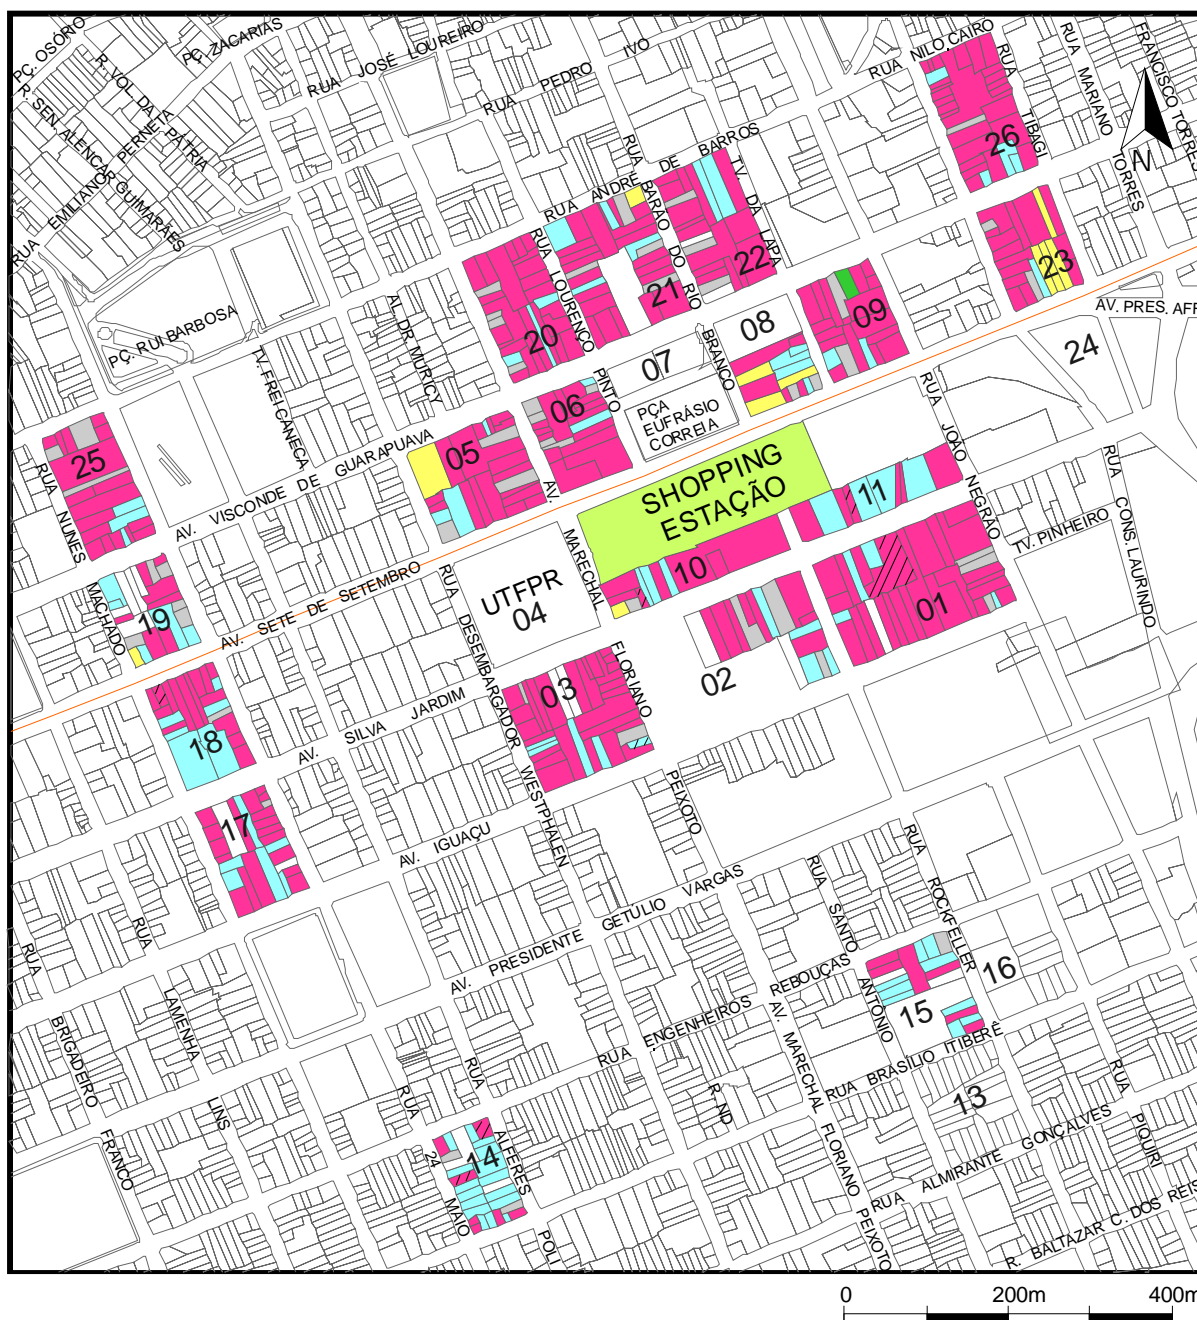 PÇ. OSÓRIO
PÇ. ZACARIAS
R. VOL DA PÁTRIA
R. SEN. ALENCAR GUIMARÃES
RUA EMILIANO PERNETA
RUA JOSÉ LOUREIRO
RUA PEDRO IVO
RUA NILO CAIRO
RUA TIBAGI
RUA MARIANO TORRES
FRANCISCO TORRES
N
RUA ANDRÉ DE BARROS
RUA BARÃO DO RIO BRANCO
TV. DA LAPA
RUA LOURENÇO PINTO
PÇ. RUI BARBOSA
TV. FREI CANECA
AL. DR. MURICY
AV. VISCONDE DE GUARAPUAVA
AV. SETE DE SETEMBRO
AV. PRES. AFF
26
23
22
21
20
09
08
07
06
05
24
25
PÇA
EUFRÁSIO
CORREIA
SHOPPING
ESTAÇÃO
UTFPR
04
11
10
01
02
03
19
18
17
RUA NUNES MACHADO
AV. MARECHAL FLORIANO PEIXOTO
RUA DESEMBARGADOR WESTPHALEN
AV. SILVA JARDIM
AV. IGUAÇU
RUA JOÃO NEGRÃO
TV. PINHEIRO
RUA CONS. LAURINDO
AV. PRESIDENTE GETÚLIO VARGAS
RUA ENGENHEIROS REBOUÇAS
RUA SANTO ANTÔNIO
RUA ROCKFELLER
16
15
13
14
RUA BRASÍLIO ITIBERÊ
AV. MARECHAL FLORIANO PEIXOTO
RUA ALMIRANTE GONÇALVES
R. BALTAZAR C. DOS REIS
RUA PIQUIRI
R. ND
RUA ALFERES POLI
RUA 24 MAIO
RUA LAMENHA LINS
RUA BRIGADEIRO FRANCO
0 200m 400m